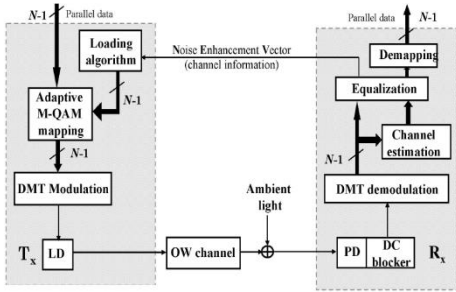 N-1
Parallel data
Loading
algorithm
N-1
Adaptive
M-QAM
mapping
N-1
DMT Modulation
Tx
LD
Noise Enhancement Vector
(channel information)
OW channel
Ambient
light
Parallel data
N-1
Demapping
Equalization
Channel
estimation
N-1
DMT demodulation
PD
DC
blocker
Rx